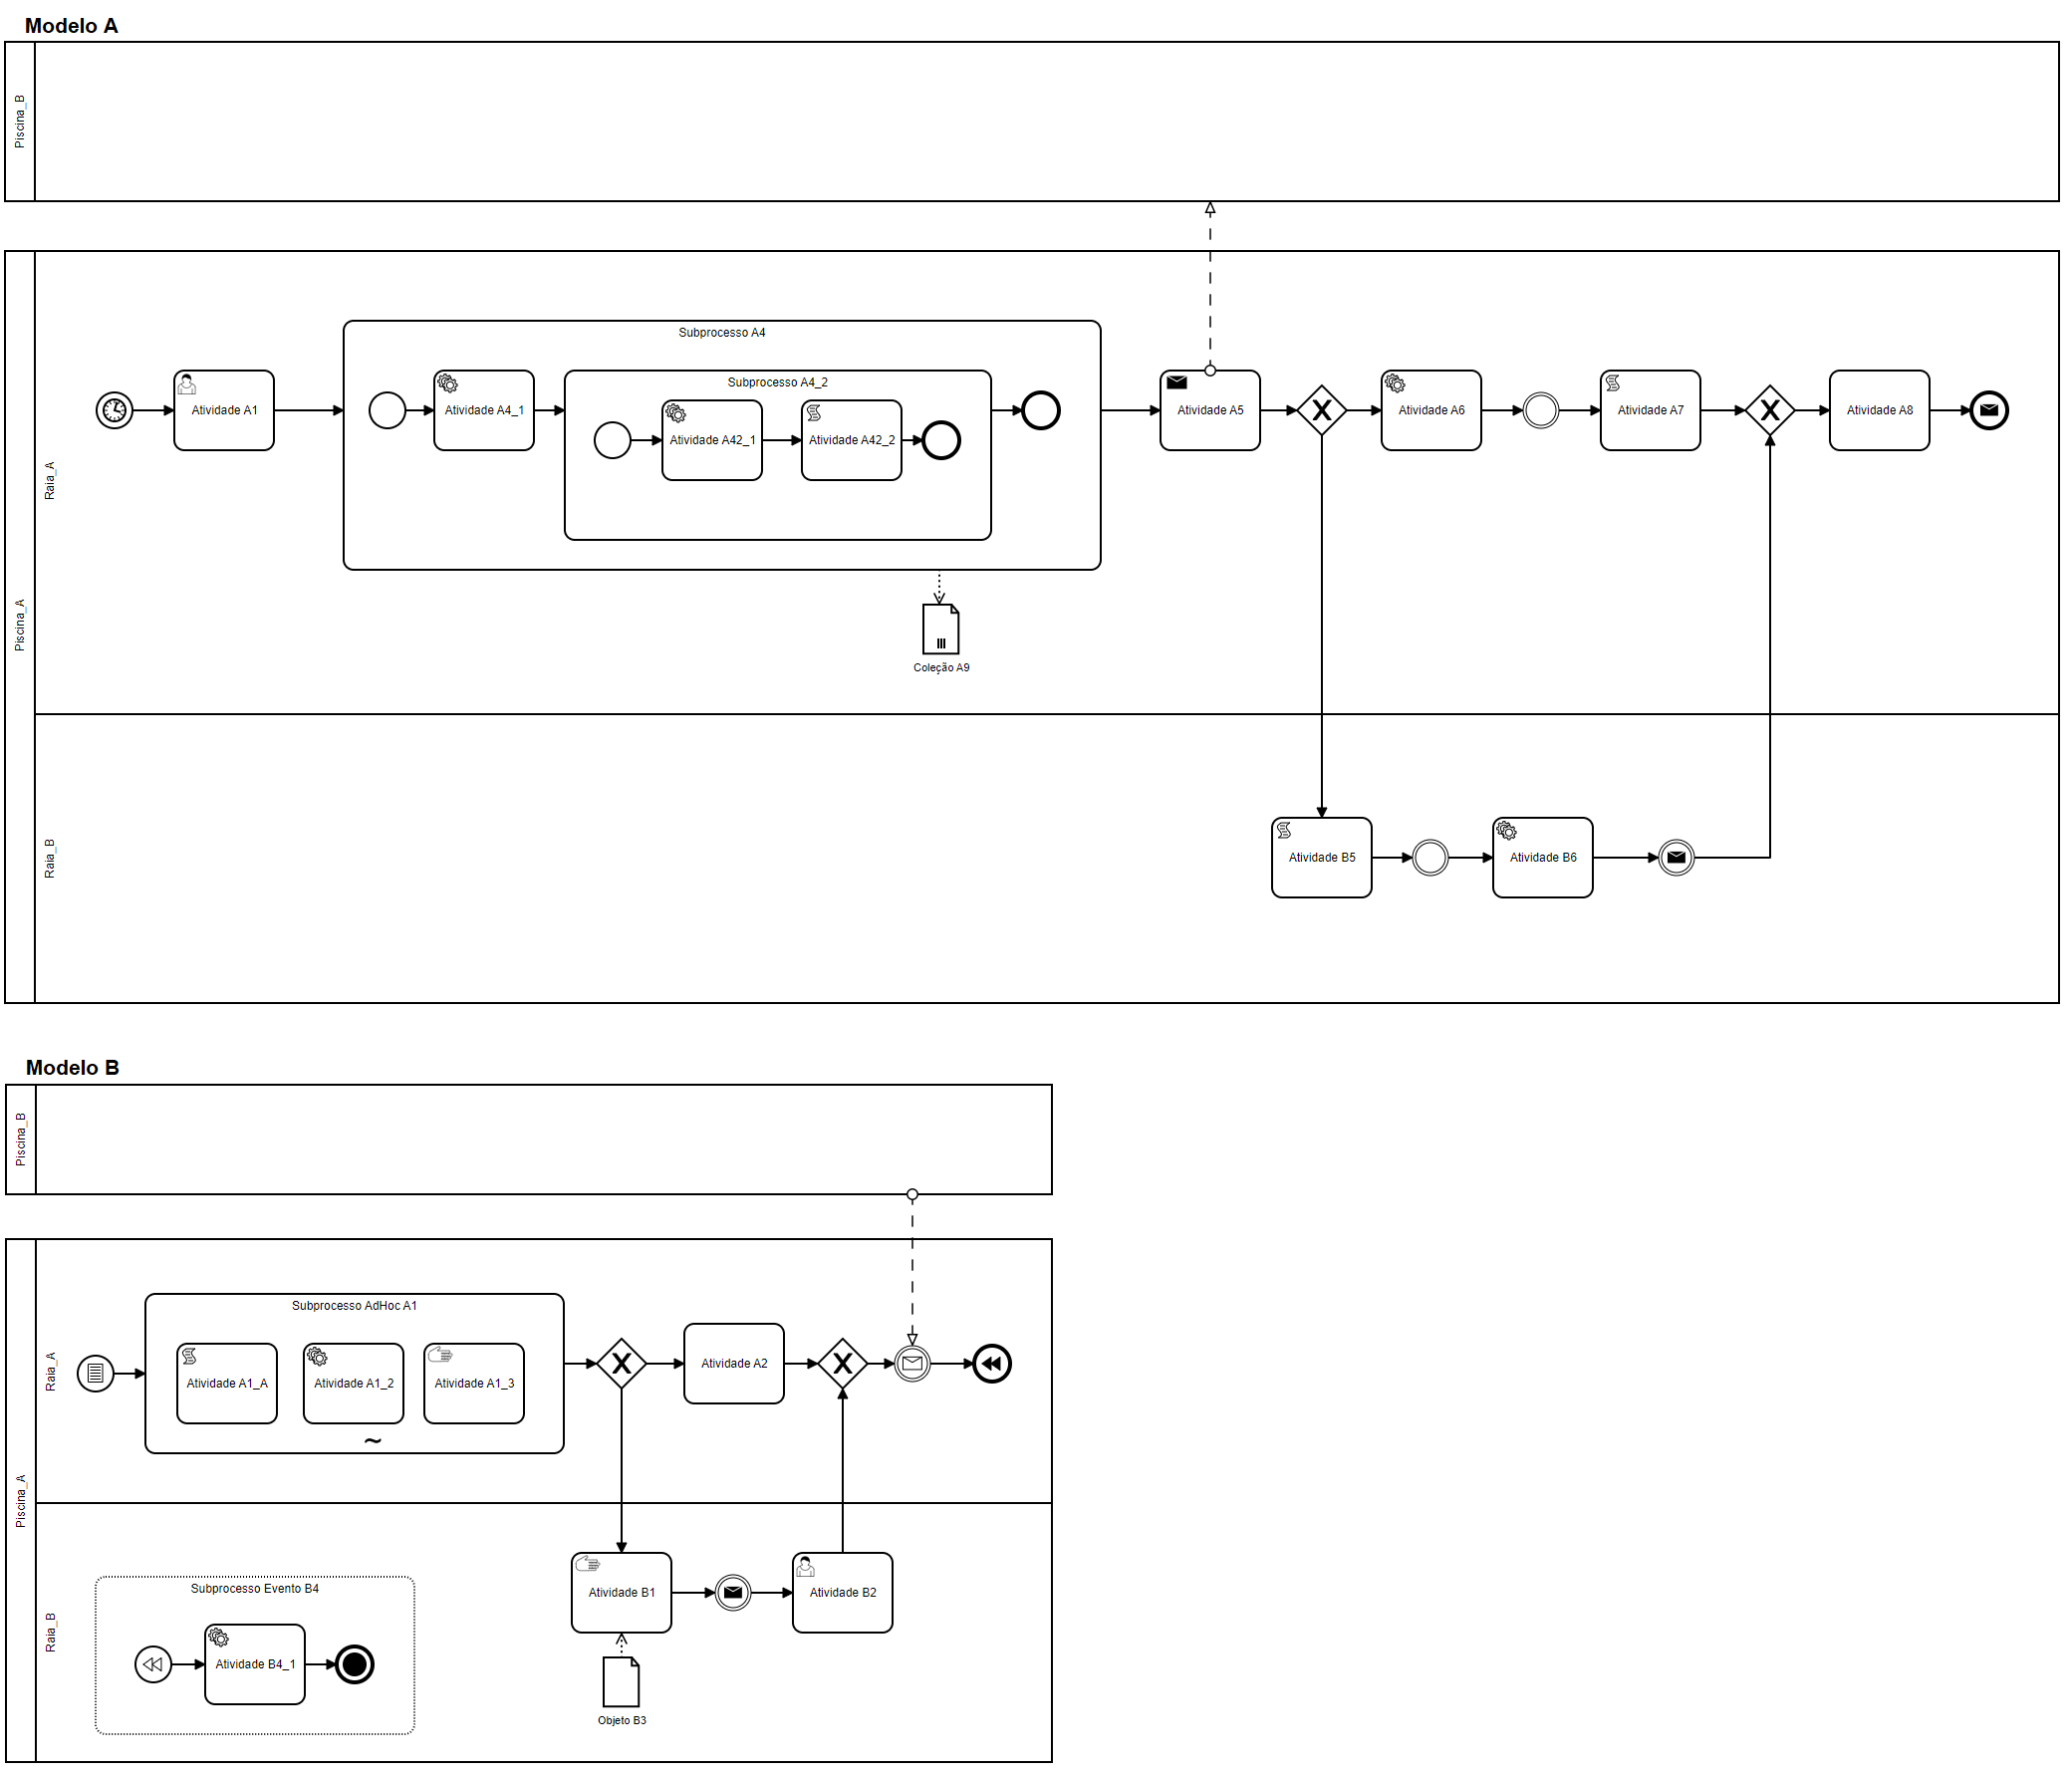 Modelo A
Piscina_B
Piscina_A
Raia_A
Subprocesso A4
Subprocesso A4_2
Atividade A1
Atividade A4_1
Atividade A42_1
Atividade A42_2
Atividade A5
Atividade A6
Atividade A7
Atividade A8
Coleção A9
Raia_B
Atividade B5
Atividade B6
Modelo B
Piscina_B
Piscina_A
Raia_A
Subprocesso AdHoc A1
Atividade A1_A
Atividade A1_2
Atividade A1_3
Atividade A2
Raia_B
Subprocesso Evento B4
Atividade B4_1
Atividade B1
Atividade B2
Objeto B3